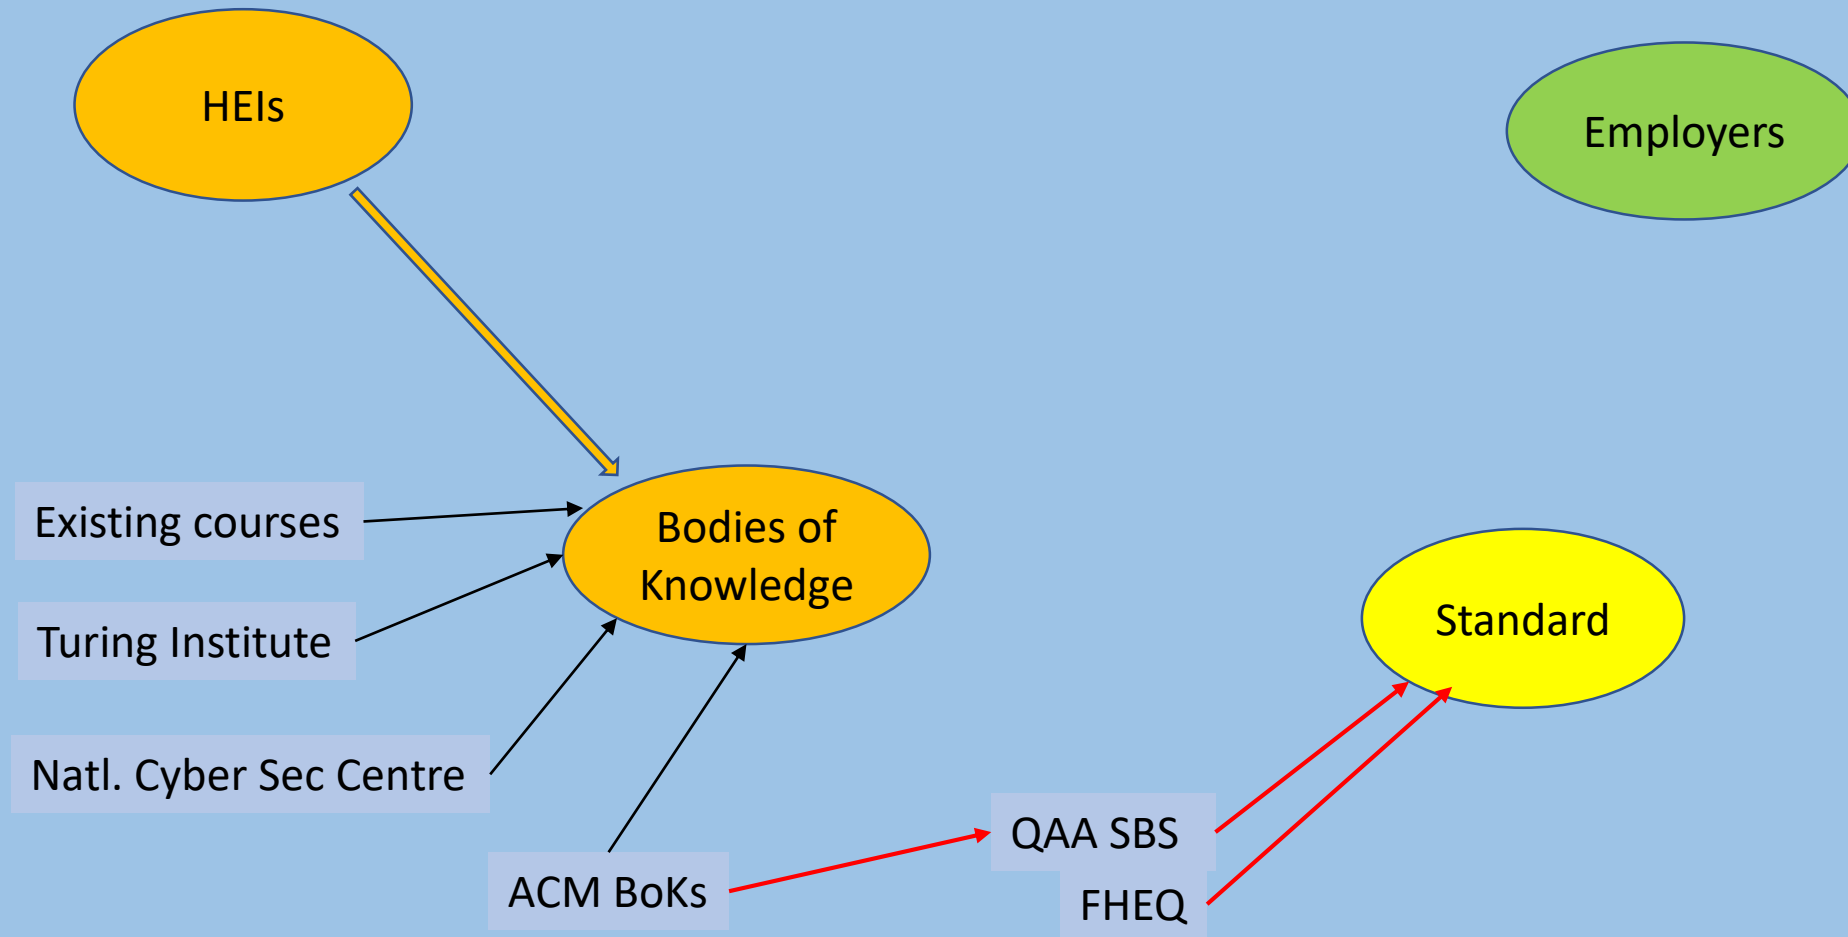 HEIs
Employers
Existing courses
Bodies of
Knowledge
Turing Institute
Standard
Natl. Cyber Sec Centre
QAA SBS
ACM BoKs
FHEQ